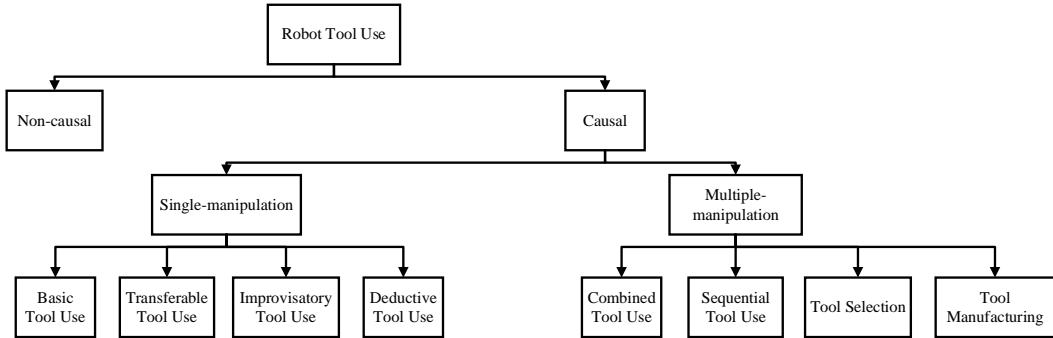 Robot Tool Use
Non-causal
Causal
Single-manipulation
Multiple-
manipulation
Basic
Tool Use
Transferable
Tool Use
Improvisatory
Tool Use
Deductive
Tool Use
Combined
Tool Use
Sequential
Tool Use
Tool Selection
Tool
Manufacturing